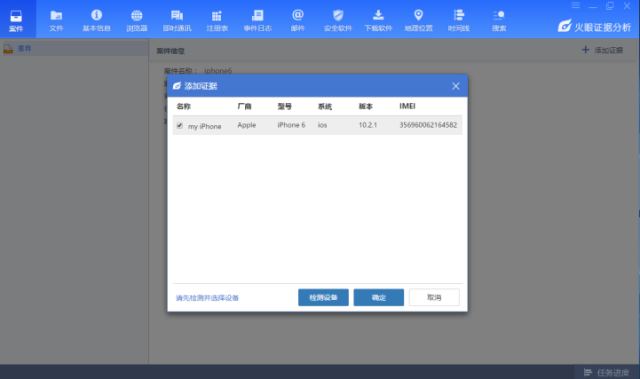 案件
文件
基本信息
浏览器
即时通讯
注册表
事件日志
邮件
安全软件
下载软件
地理位置
时间线
搜索
火眼证据分析
案件
案件信息
添加证据
案件名称： iphone6
添加证据
名称 厂商 型号 系统 版本 IMEI
my iPhone Apple iPhone 6 ios 10.2.1 356960062164582
请先检测并选择设备
检测设备
确定
取消
任务进度